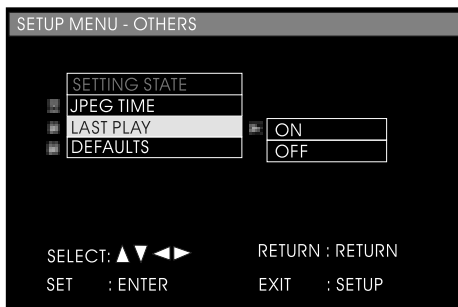 SETUP MENU - OTHERS
SETTING STATE
JPEG TIME
LAST PLAY
ON
DEFAULTS
OFF
SELECT: ▲▼◄► RETURN : RETURN
SET : ENTER EXIT : SETUP